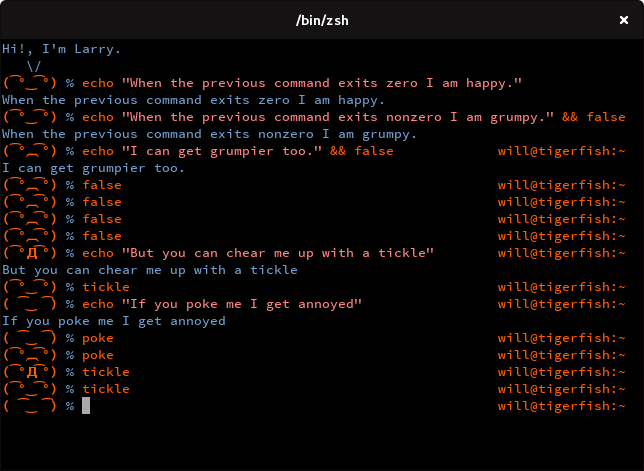 /bin/zsh
Hi!, I'm Larry.
\/
( ͡° ͜ ͡°) % echo "When the previous command exits zero I am happy."
When the previous command exits zero I am happy.
( ͡° ͜ ͡°) % echo "When the previous command exits nonzero I am grumpy." && false
When the previous command exits nonzero I am grumpy.
( ͡° ͡ ͡°) % echo "I can get grumpier too." && false will@tigerfish:~
I can get grumpier too.
( ͡° ͡ ͡°) % false will@tigerfish:~
( ͡° ͡ ͡°) % false will@tigerfish:~
( ͡° ͡ ͡°) % false will@tigerfish:~
( ͡° ͡ ͡°) % false will@tigerfish:~
( ͡°Д ͡°) % echo "But you can chear me up with a tickle" will@tigerfish:~
But you can chear me up with a tickle
( ͡° ͜ ͡°) % tickle will@tigerfish:~
( ͡ ͜ ͡ ) % echo "If you poke me I get annoyed" will@tigerfish:~
If you poke me I get annoyed
( ͡ ͜ ͡ ) % poke will@tigerfish:~
( ͡° ͡ ͡°) % poke will@tigerfish:~
( ͡°Д ͡°) % tickle will@tigerfish:~
( ͡° ͜ ͡°) % tickle will@tigerfish:~
( ͡ ͜ ͡ ) % will@tigerfish:~